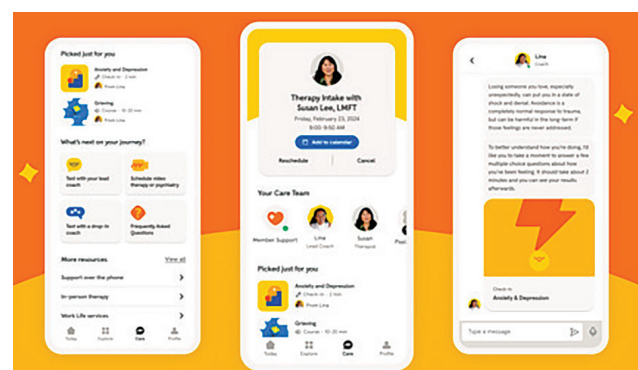 Picked just for you
Anxiety and Depression
Check-in · 2 min
From Lina
Grieving
Course · 10-20 min
From Lina
What's next on your journey?
Text with your lead
coach
Schedule video
therapy or psychiatry
Text with a drop-in
coach
Frequently Asked
Questions
More resources
View all
Support over the phone
In-person therapy
Work Life services
Today
Explore
Care
Profile
Therapy Intake with
Susan Lee, LMFT
Friday, February 23, 2024
9:00-9:50 AM
Add to calendar
Reschedule
Cancel
Your Care Team
Member Support
Lina
Lead Coach
Susan
Therapist
Picked just for you
Anxiety and Depression
Check-in · 2 min
From Lina
Grieving
Course · 10-20 min
Today
Explore
Care
Profile
Lina
Coach
Losing someone you love, especially
unexpectedly, can put you in a state of
shock and denial. Avoidance is a
completely normal response to trauma,
but can be harmful in the long-term if
those feelings are never addressed.
To better understand how you're doing, I'd
like you to take a moment to answer a few
multiple choice questions about how
you've been feeling. It should take about 2
minutes and you can see your results
afterwards.
Check-in
Anxiety & Depression
Type a message